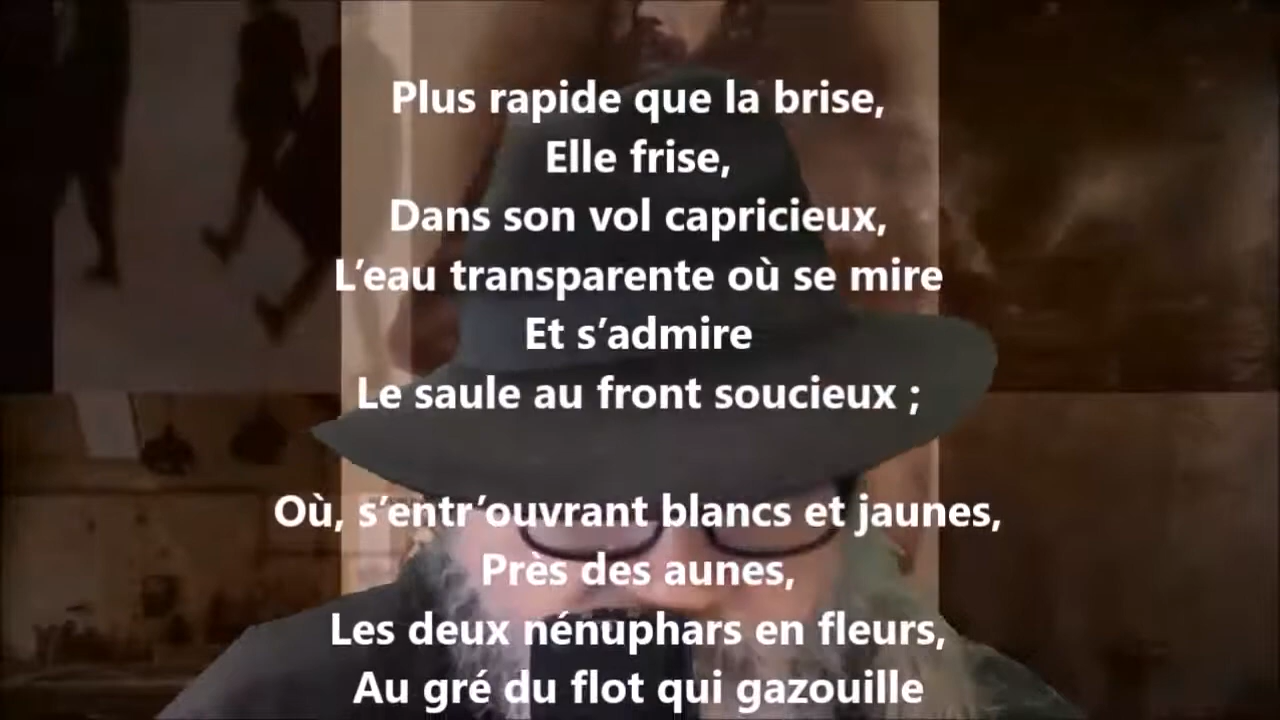 Plus rapide que la brise,
Elle frise,
Dans son vol capricieux,
L’eau transparente où se mire
Et s’admire
Le saule au front soucieux ;
Où, s’entr’ouvrant blancs et jaunes,
Près des aunes,
Les deux nénuphars en fleurs,
Au gré du flot qui gazouille